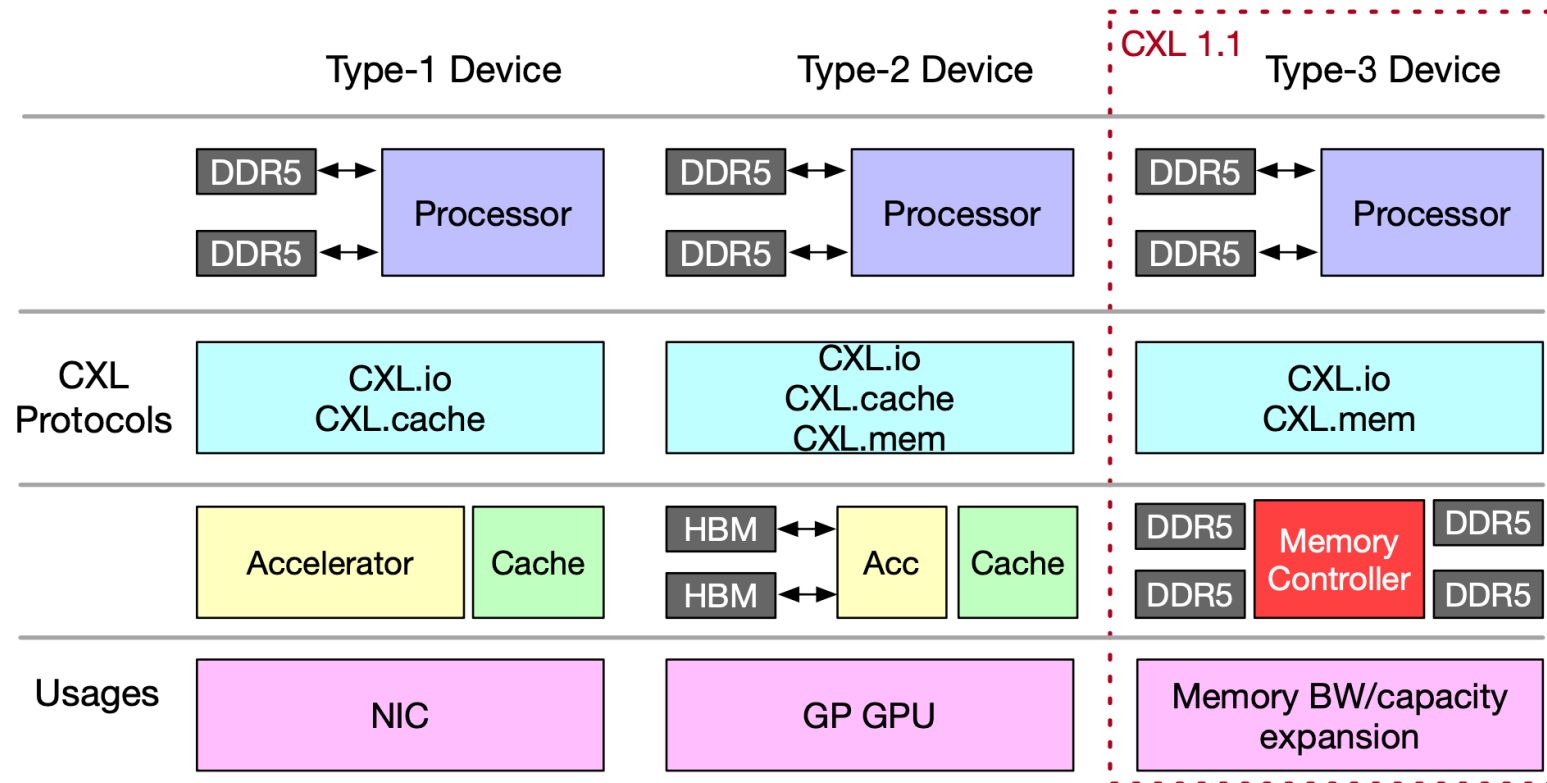 CXL 1.1
Type-1 Device
Type-2 Device
Type-3 Device
DDR5
DDR5
Processor
DDR5
DDR5
Processor
DDR5
DDR5
Processor
CXL
Protocols
CXL.io
CXL.cache
CXL.io
CXL.cache
CXL.mem
CXL.io
CXL.mem
Accelerator
Cache
HBM
HBM
Acc
Cache
DDR5
DDR5
Memory
Controller
DDR5
DDR5
Usages
NIC
GP GPU
Memory BW/capacity
expansion